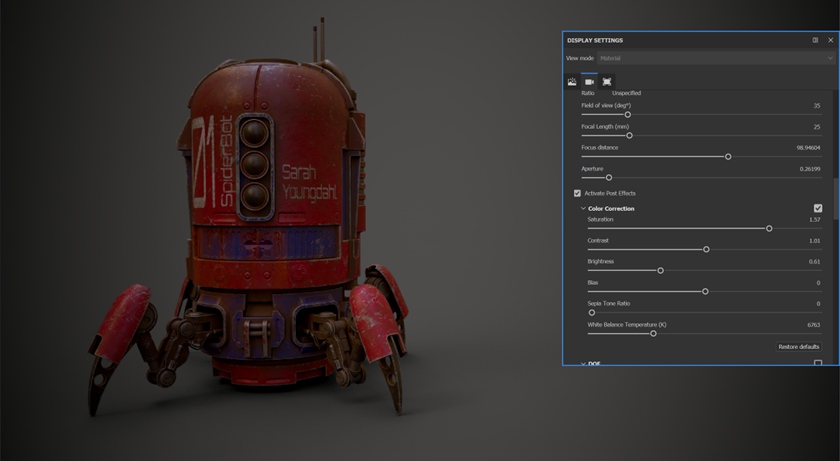 01
SpiderBot
Sarah
Youngdahl
DISPLAY SETTINGS
View mode Material
Ratio Unspecified
Field of view (deg°) 35
Focal Length (mm) 25
Focus distance 98.94604
Aperture 0.26199
Activate Post Effects
Color Correction
Saturation 1.57
Contrast 1.01
Brightness 0.61
Bias 0
Sepia Tone Ratio 0
White Balence Temperature (K) 6763
Restore defaults
DOF